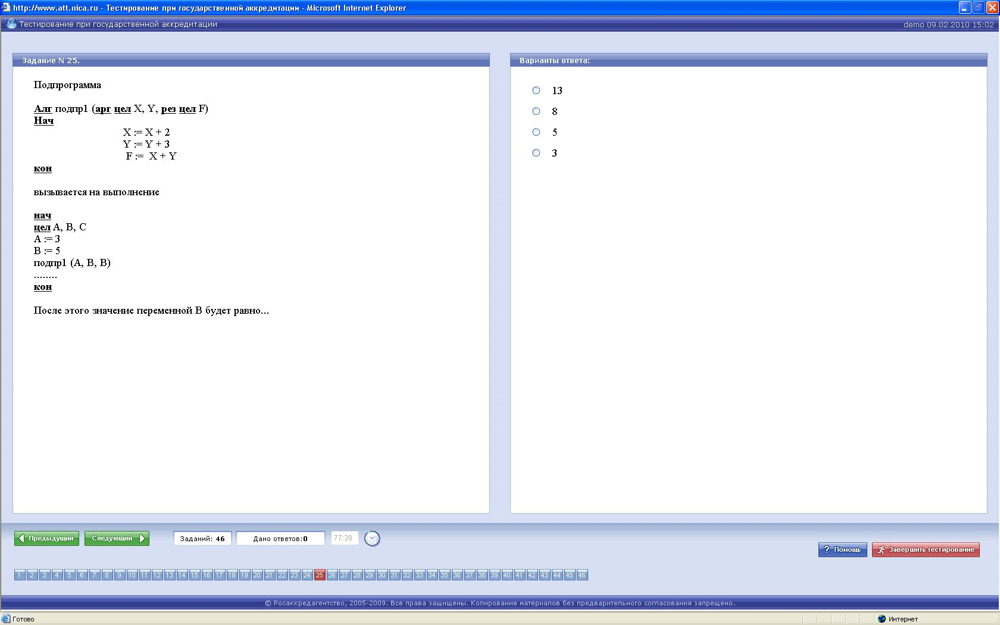 http://www.att.nica.ru - Тестирование при государственной аккредитации - Microsoft Internet Explorer
Тестирование при государственной аккредитации
demo 09.02.2010 15:02
Задание N 25.
Подпрограмма
Алг подпр1 (арг цел X, Y, рез цел F)
Нач
X := X + 2
Y := Y + 3
F := X + Y
кон
вызывается на выполнение
нач
цел A, B, C
A := 3
B := 5
подпр1 (A, B, B)
........
кон
После этого значение переменной B будет равно...
Варианты ответа:
13
8
5
3
Предыдущий
Следующий
Заданий: 46
Дано ответов:0
77:38
? Помощь
Завершить тестирование
1 2 3 4 5 6 7 8 9 10 11 12 13 14 15 16 17 18 19 20 21 22 23 24 25 26 27 28 29 30 31 32 33 34 35 36 37 38 39 40 41 42 43 44 45 46
© Росаккредагентство, 2005-2009. Все права защищены. Копирование материалов без предварительного согласования запрещено.
Готово
Интернет